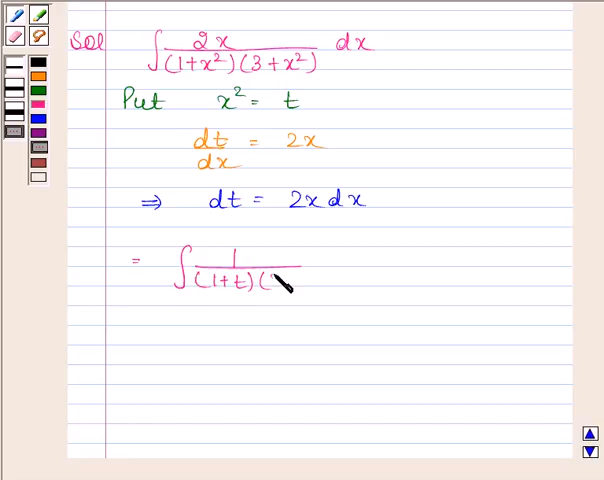 Sol ∫ 2x / (1+x²)(3+x²) dx
Put x² = t
dt/dx = 2x
⇒ dt = 2x dx
= ∫ 1 / (1+t)(